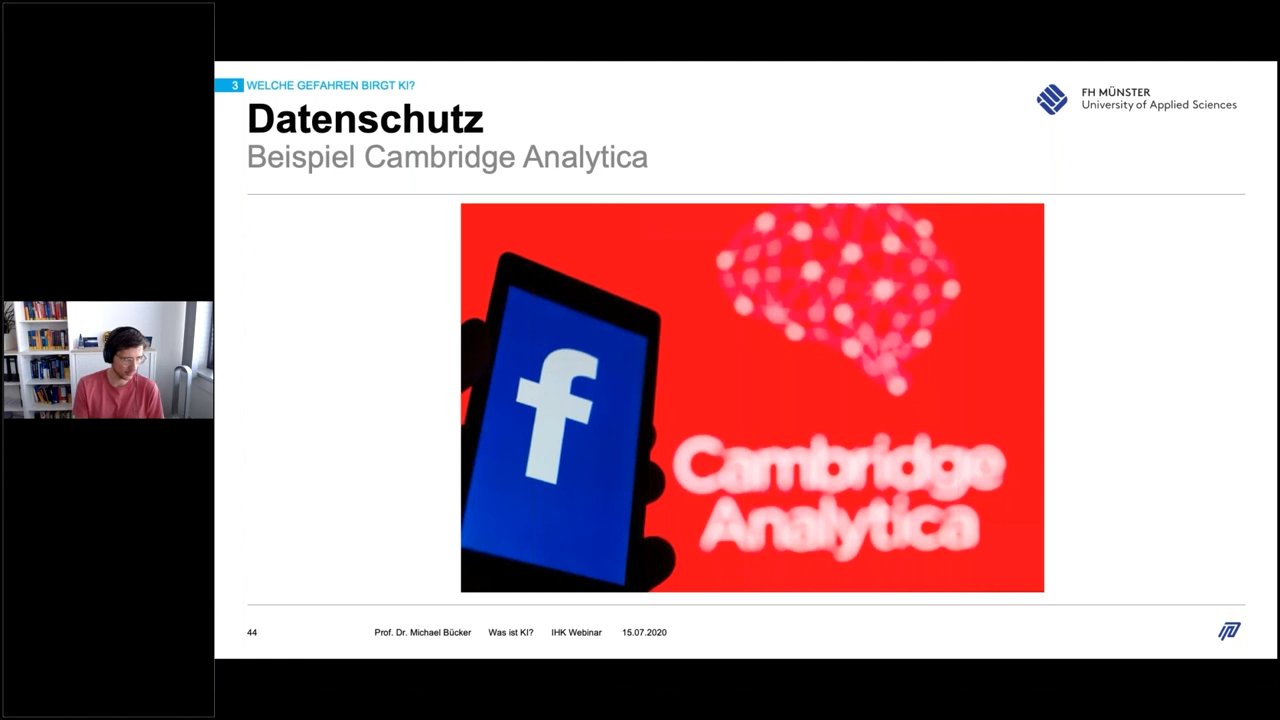 3 WELCHE GEFAHREN BIRGT KI?
Datenschutz
Beispiel Cambridge Analytica
FH MÜNSTER
University of Applied Sciences
f
Cambridge
Analytica
44 Prof. Dr. Michael Bücker Was ist KI? IHK Webinar 15.07.2020